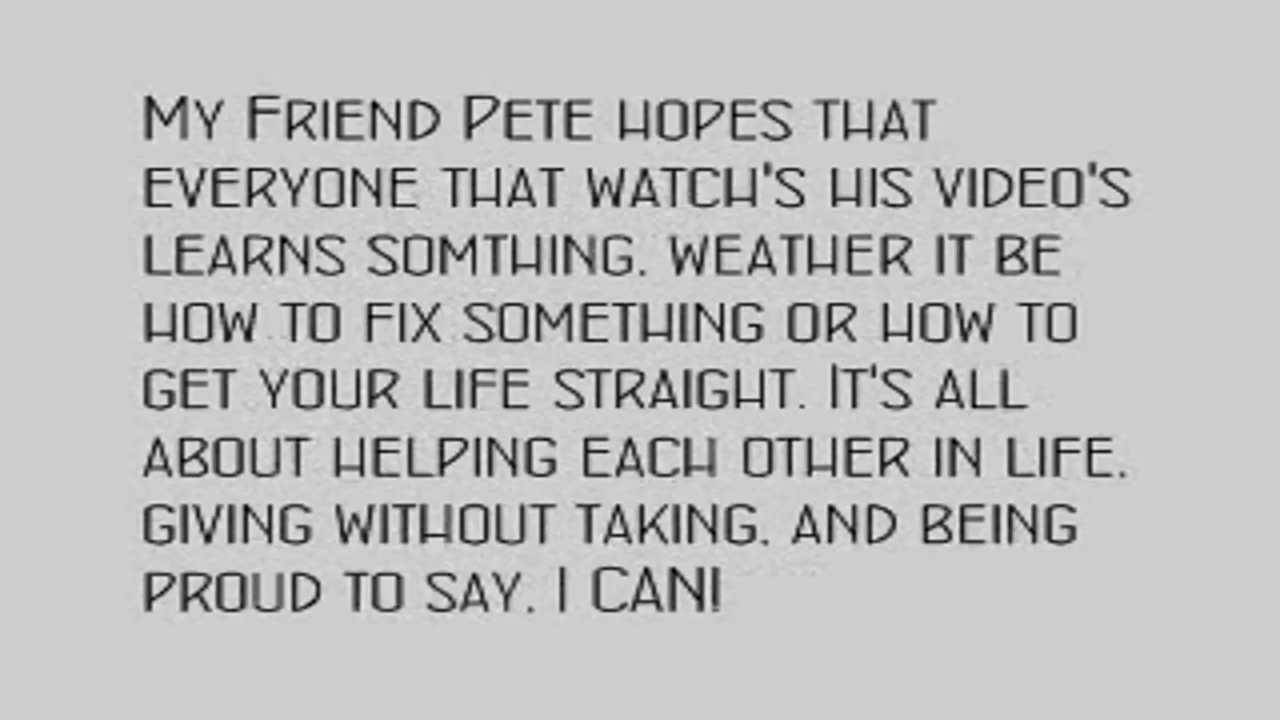 My Friend Pete hopes that
everyone that watch's his video's
learns somthing. weather it be
how to fix something or how to
get your life straight. It's all
about helping each other in life.
giving without taking. and being
proud to say. I CAN!